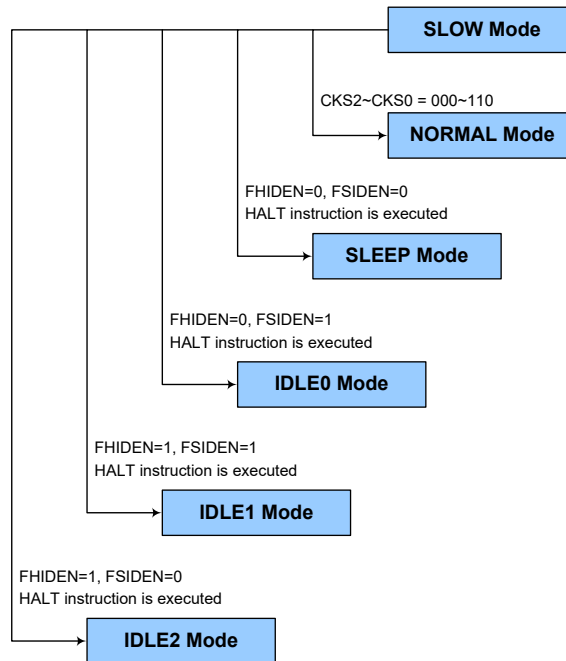 SLOW Mode
CKS2~CKS0 = 000~110
NORMAL Mode
FHIDEN=0, FSIDEN=0
HALT instruction is executed
SLEEP Mode
FHIDEN=0, FSIDEN=1
HALT instruction is executed
IDLE0 Mode
FHIDEN=1, FSIDEN=1
HALT instruction is executed
IDLE1 Mode
FHIDEN=1, FSIDEN=0
HALT instruction is executed
IDLE2 Mode